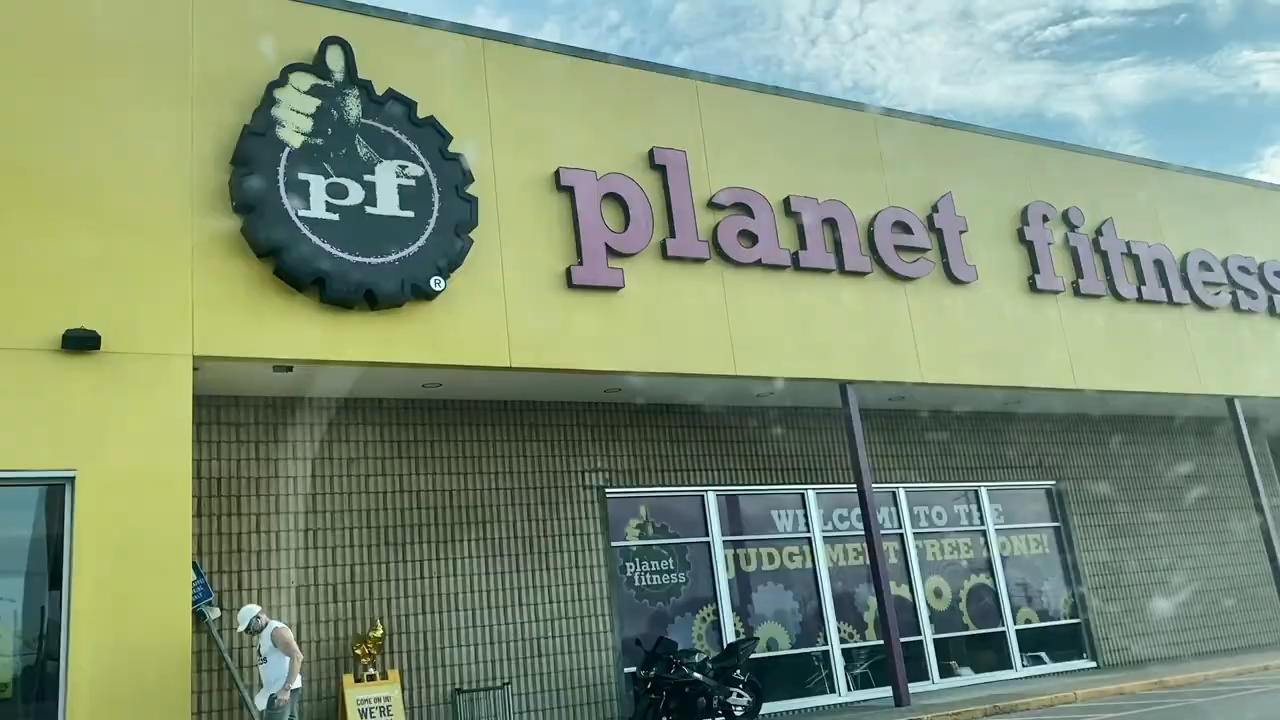 pf
®
planet fitness
WELCOME TO THE
JUDGEMENT FREE ZONE!
planet
fitness
COME ON IN!
WE'RE